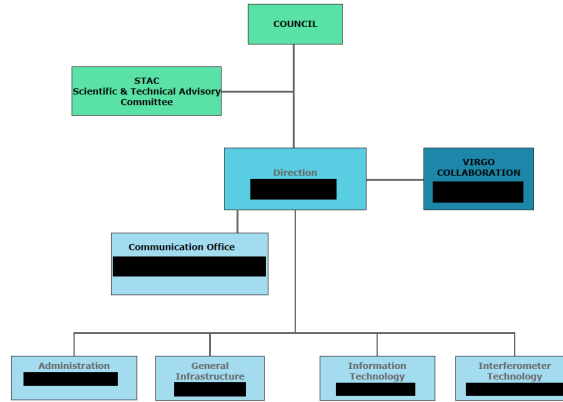 COUNCIL
STAC
Scientific & Technical Advisory
Committee
Direction
VIRGO
COLLABORATION
Communication Office
Administration
General
Infrastructure
Information
Technology
Interferometer
Technology